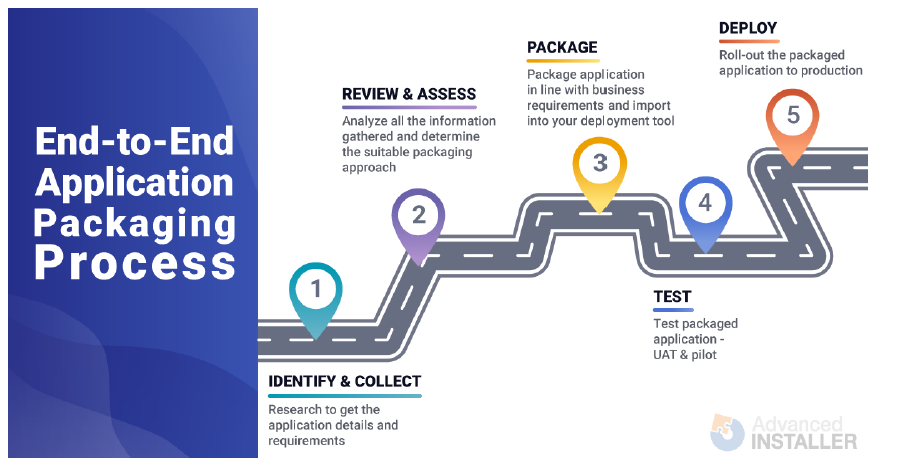 End-to-End
Application
Packaging
Process
1
IDENTIFY & COLLECT
Research to get the
application details and
requirements
2
REVIEW & ASSESS
Analyze all the information
gathered and determine
the suitable packaging
approach
3
PACKAGE
Package application
in line with business
requirements and import
into your deployment tool
4
TEST
Test packaged
application -
UAT & pilot
5
DEPLOY
Roll-out the packaged
application to production
Advanced
INSTALLER